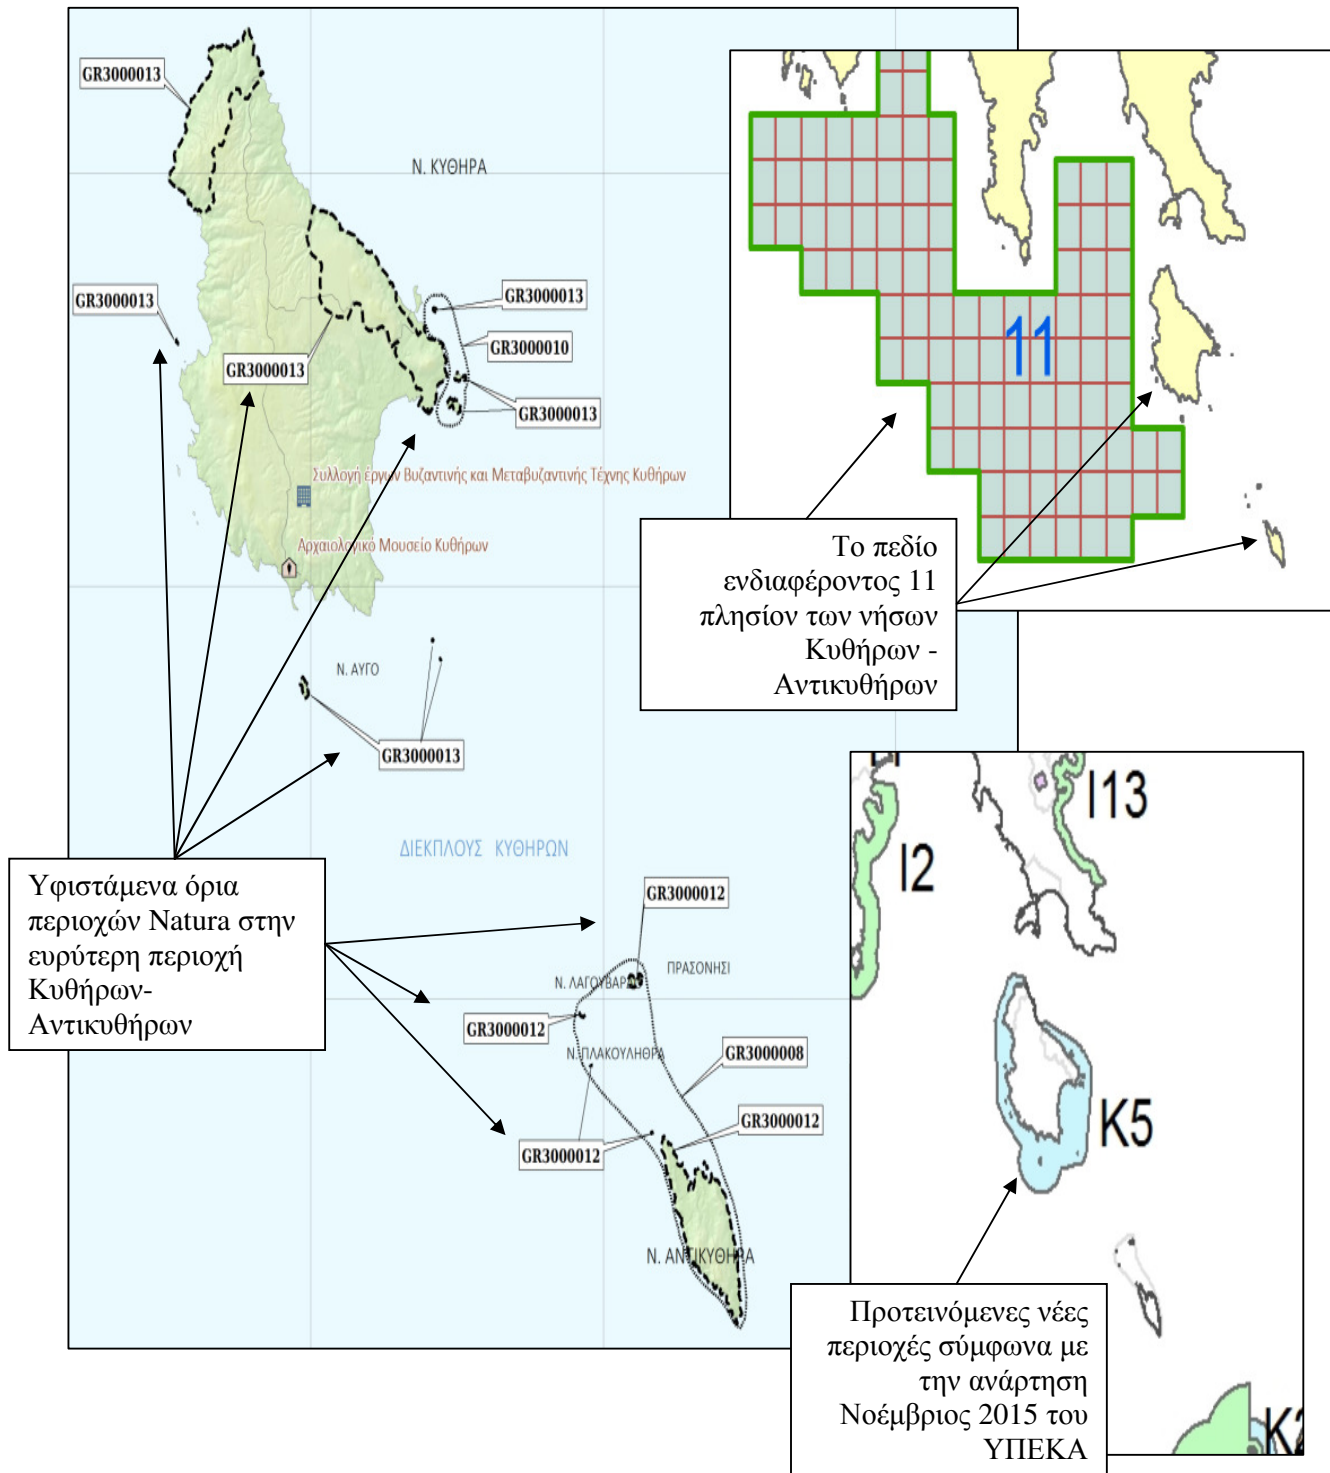 GR3000013
Ν. ΚΥΘΗΡΑ
GR3000013
GR3000013
GR3000010
GR3000013
GR3000013
Συλλογή έργων Βυζαντινής και Μεταβυζαντινής Τέχνης Κυθήρων
Αρχαιολογικό Μουσείο Κυθήρων
Ν. ΑΥΓΟ
GR3000013
ΔΙΕΚΠΛΟΥΣ ΚΥΘΗΡΩΝ
Υφιστάμενα όρια
περιοχών Natura στην
ευρύτερη περιοχή
Κυθήρων-
Αντικυθήρων
GR3000012
ΠΡΑΣΟΝΗΣΙ
Ν. ΛΑΓΟΥΒΑΡΔ
GR3000012
Ν. ΠΛΑΚΟΥΛΗΘΡΑ
GR3000008
GR3000012
GR3000012
Ν. ΑΝΤΙΚΥΘΗΡΑ
11
Το πεδίο
ενδιαφέροντος 11
πλησίον των νήσων
Κυθήρων -
Αντικυθήρων
I13
I2
K5
Προτεινόμενες νέες
περιοχές σύμφωνα με
την ανάρτηση
Νοέμβριος 2015 του
ΥΠΕΚΑ